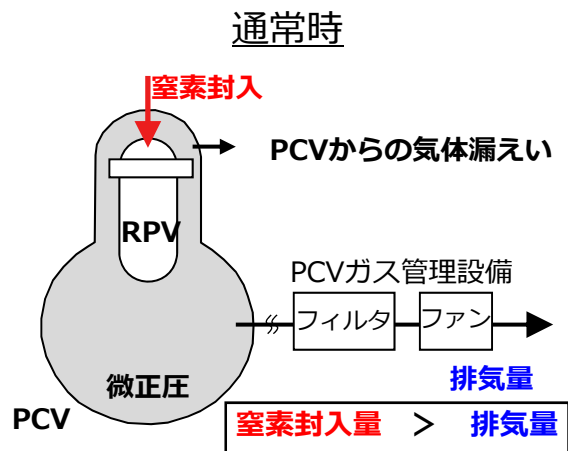 通常時
窒素封入
PCVからの気体漏えい
RPV
PCVガス管理設備
フィルタ ファン
微正圧
排気量
PCV
窒素封入量 > 排気量